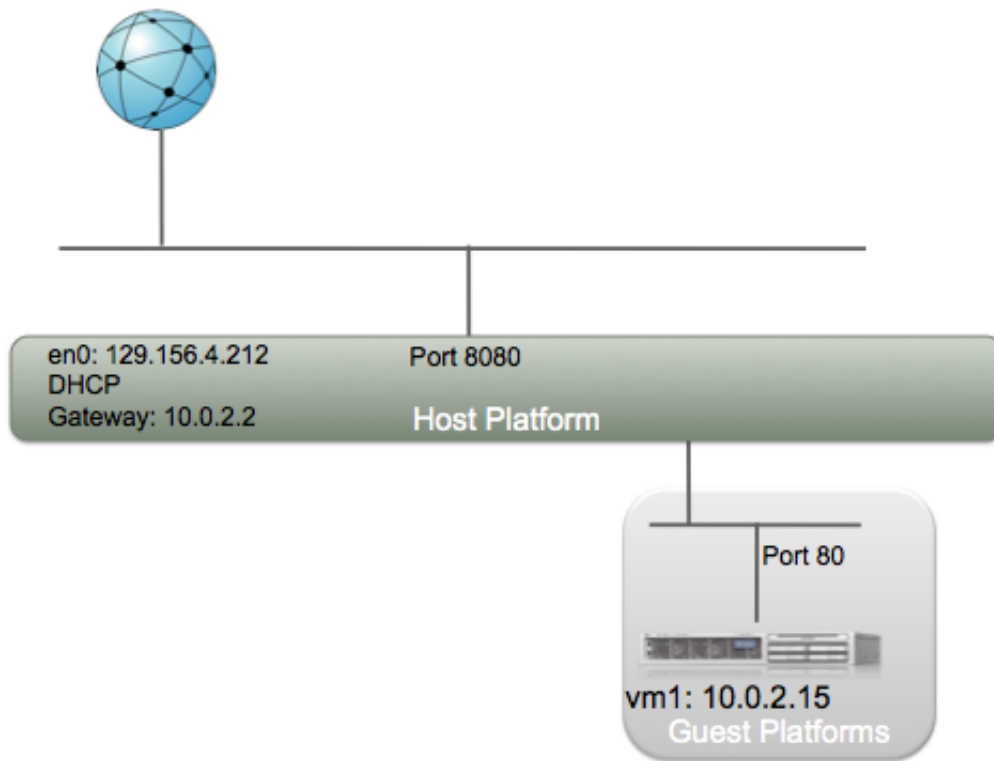 en0: 129.156.4.212
DHCP
Gateway: 10.0.2.2
Port 8080
Host Platform
Port 80
vm1: 10.0.2.15
Guest Platforms